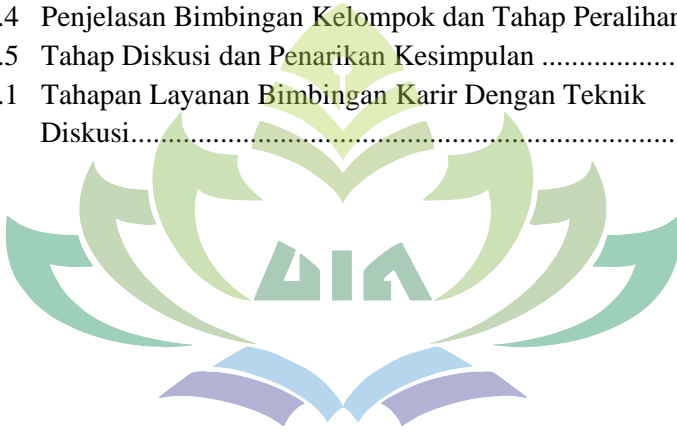 .4 Penjelasan Bimbingan Kelompok dan Tahap Peralihan
.5 Tahap Diskusi dan Penarikan Kesimpulan ..................
.1 Tahapan Layanan Bimbingan Karir Dengan Teknik
Diskusi.........................................................................
UIN